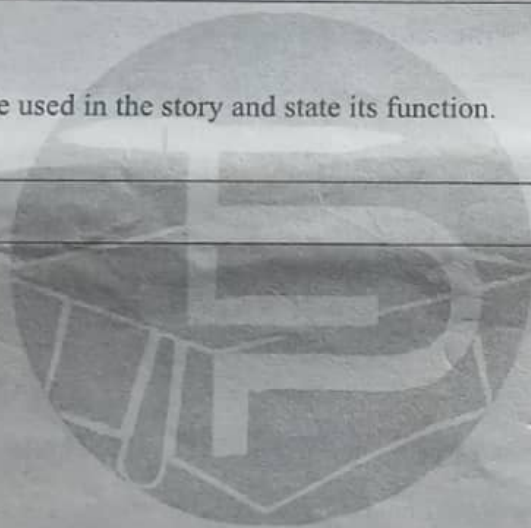 e used in the story and state its function.